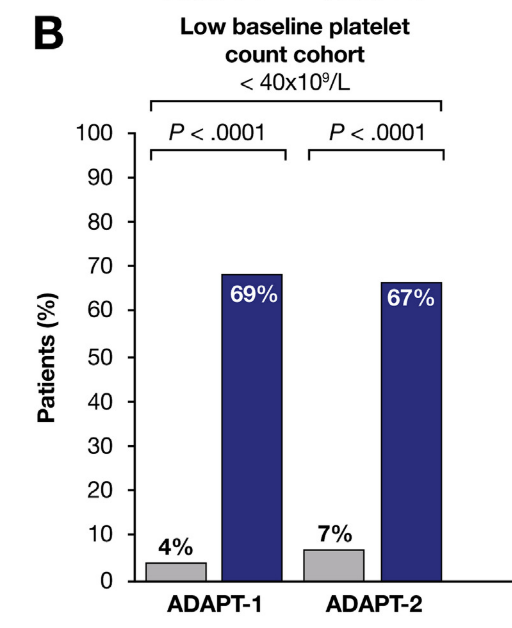 B
Low baseline platelet
count cohort
< 40x10⁹/L
P < .0001
P < .0001
Patients (%)
100
90
80
70
60
50
40
30
20
10
0
4%
69%
7%
67%
ADAPT-1
ADAPT-2